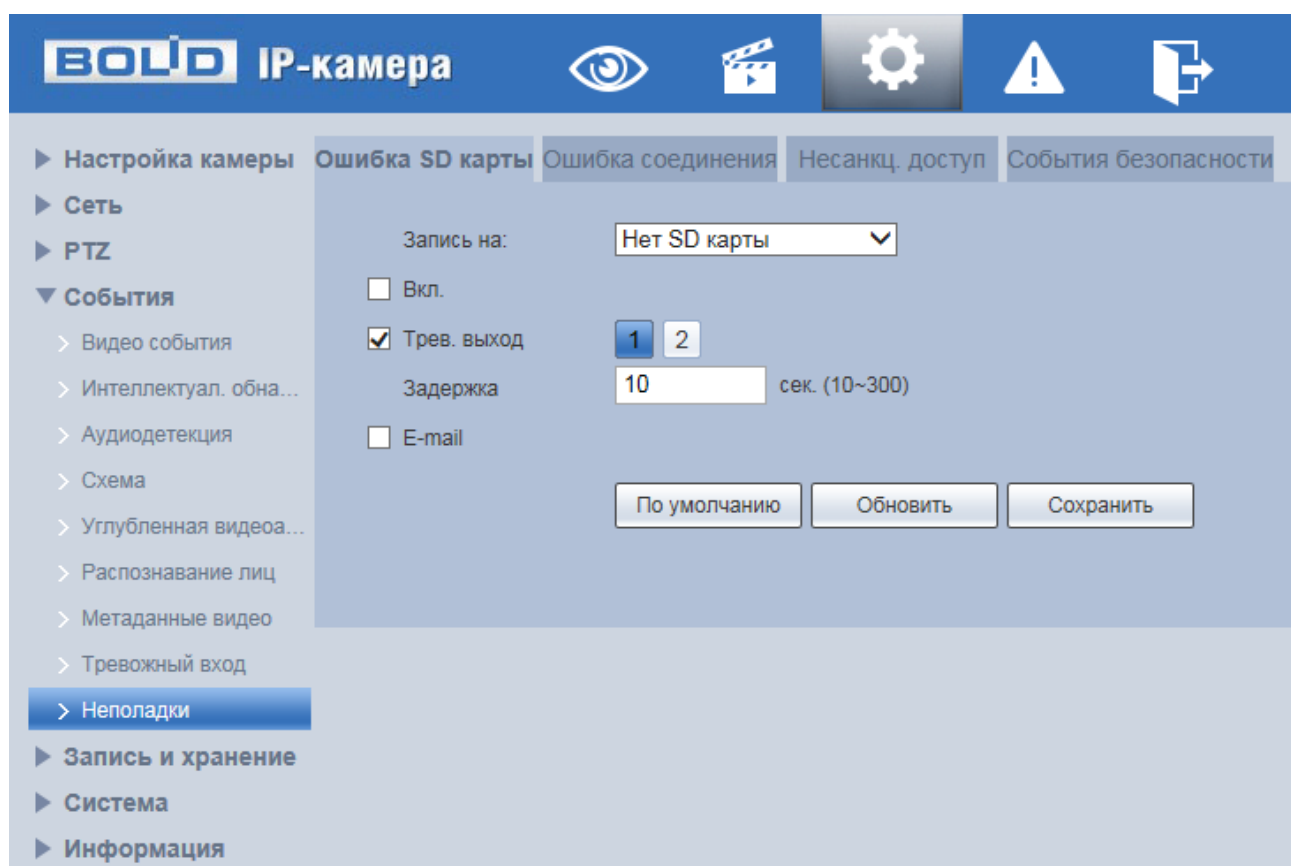 BOLID IP-камера
Настройка камеры
Сеть
PTZ
События
Видео события
Интеллектуал. обна...
Аудиодетекция
Схема
Углубленная видеоа...
Распознавание лиц
Метаданные видео
Тревожный вход
Неполадки
Запись и хранение
Система
Информация
Ошибка SD карты Ошибка соединения Несанкц. доступ События безопасности
Запись на: Нет SD карты
Вкл.
Трев. выход 1 2
Задержка 10 сек. (10~300)
E-mail
По умолчанию Обновить Сохранить